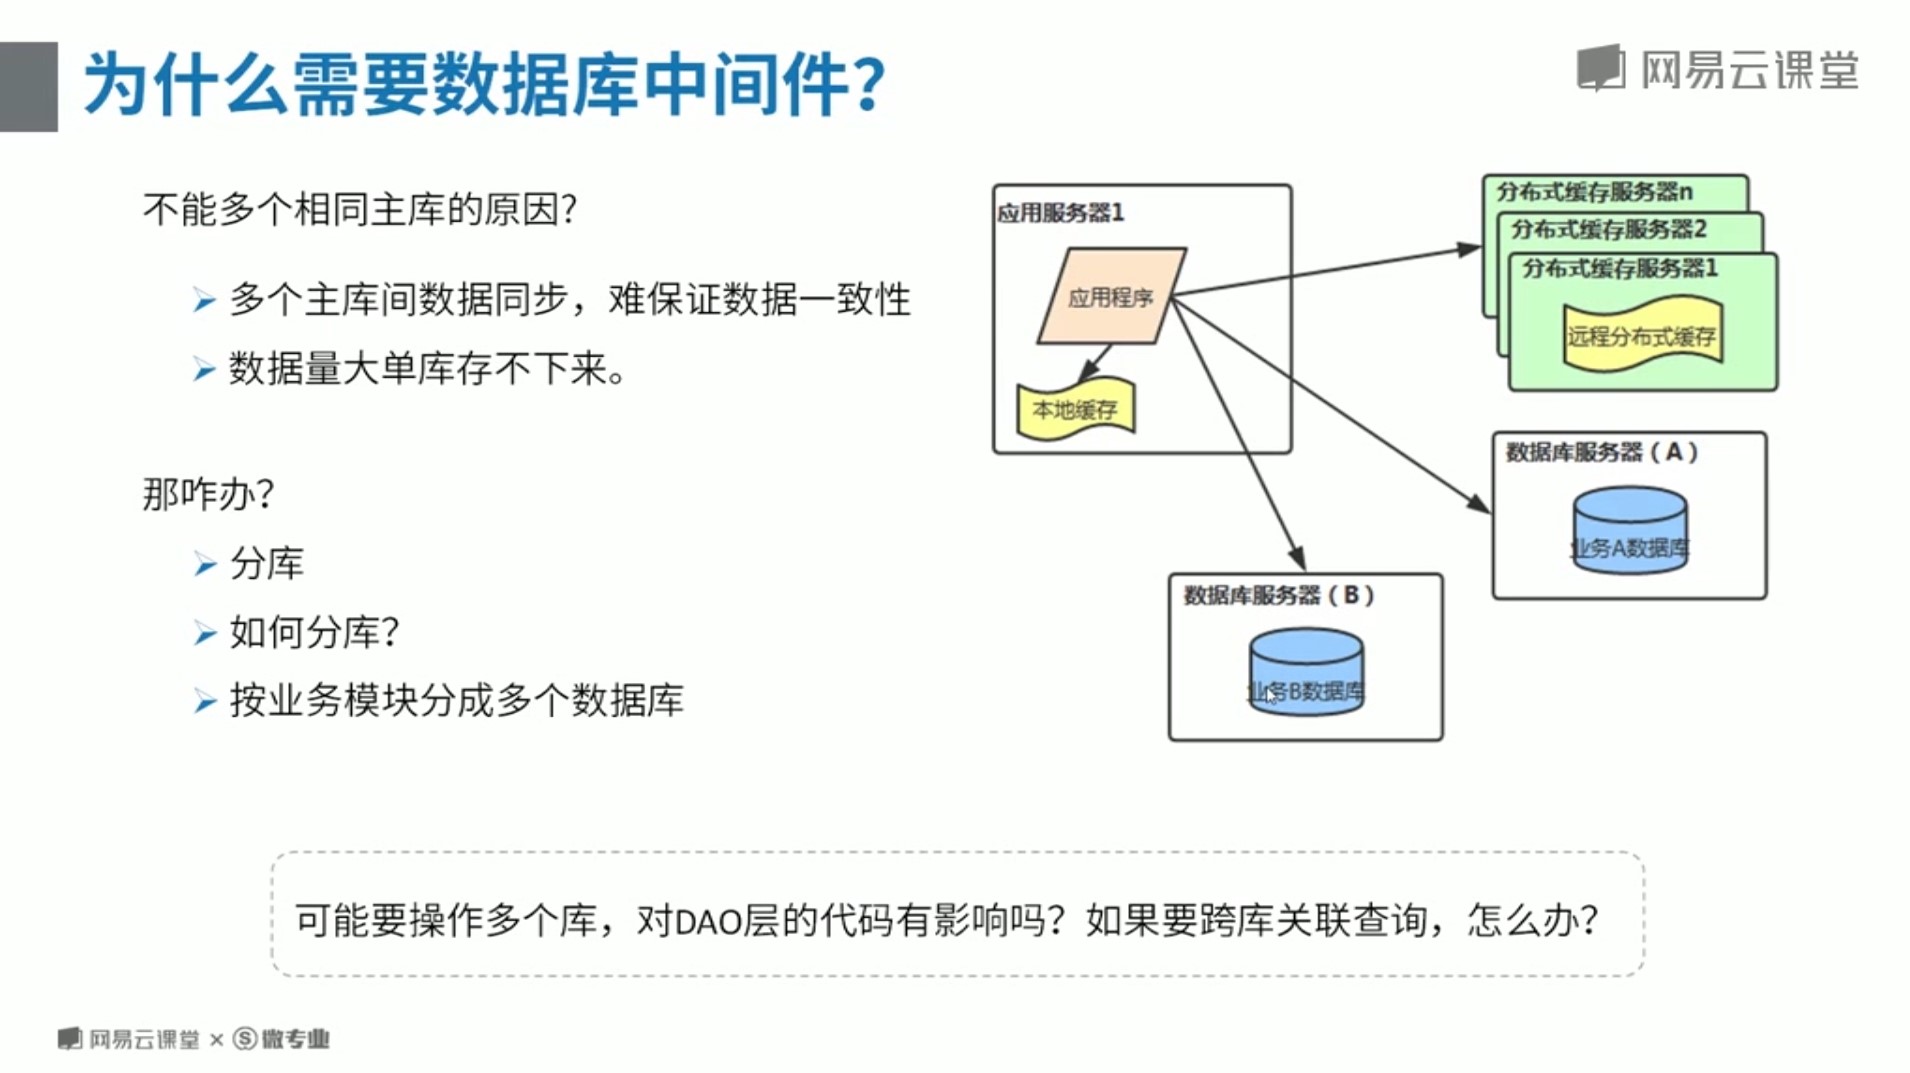 为什么需要数据库中间件？
网易云课堂
不能多个相同主库的原因？
多个主库间数据同步，难保证数据一致性
数据量大单库存不下来。
那咋办？
分库
如何分库？
按业务模块分成多个数据库
应用服务器1
应用程序
本地缓存
分布式缓存服务器n
分布式缓存服务器2
分布式缓存服务器1
远程分布式缓存
数据库服务器（A）
业务A数据库
数据库服务器（B）
业务B数据库
可能要操作多个库，对DAO层的代码有影响吗？如果要跨库关联查询，怎么办？
网易云课堂 × 微专业